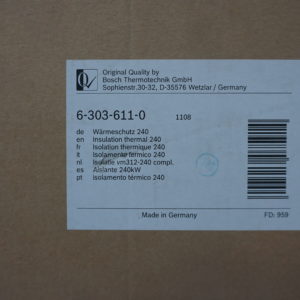 Original Quality by
Bosch Thermotechnik GmbH
Sophienstr.30-32, D-35576 Wetzlar / Germany
6-303-611-0 1108
de Wärmeschutz 240
en Insulation thermal 240
fr Isolation thermique 240
it Isolamento termico 240
nl Isolatie vm312-240 compl.
es Aislante 240kW
pt isolamento térmico 240
Made in Germany FD: 959